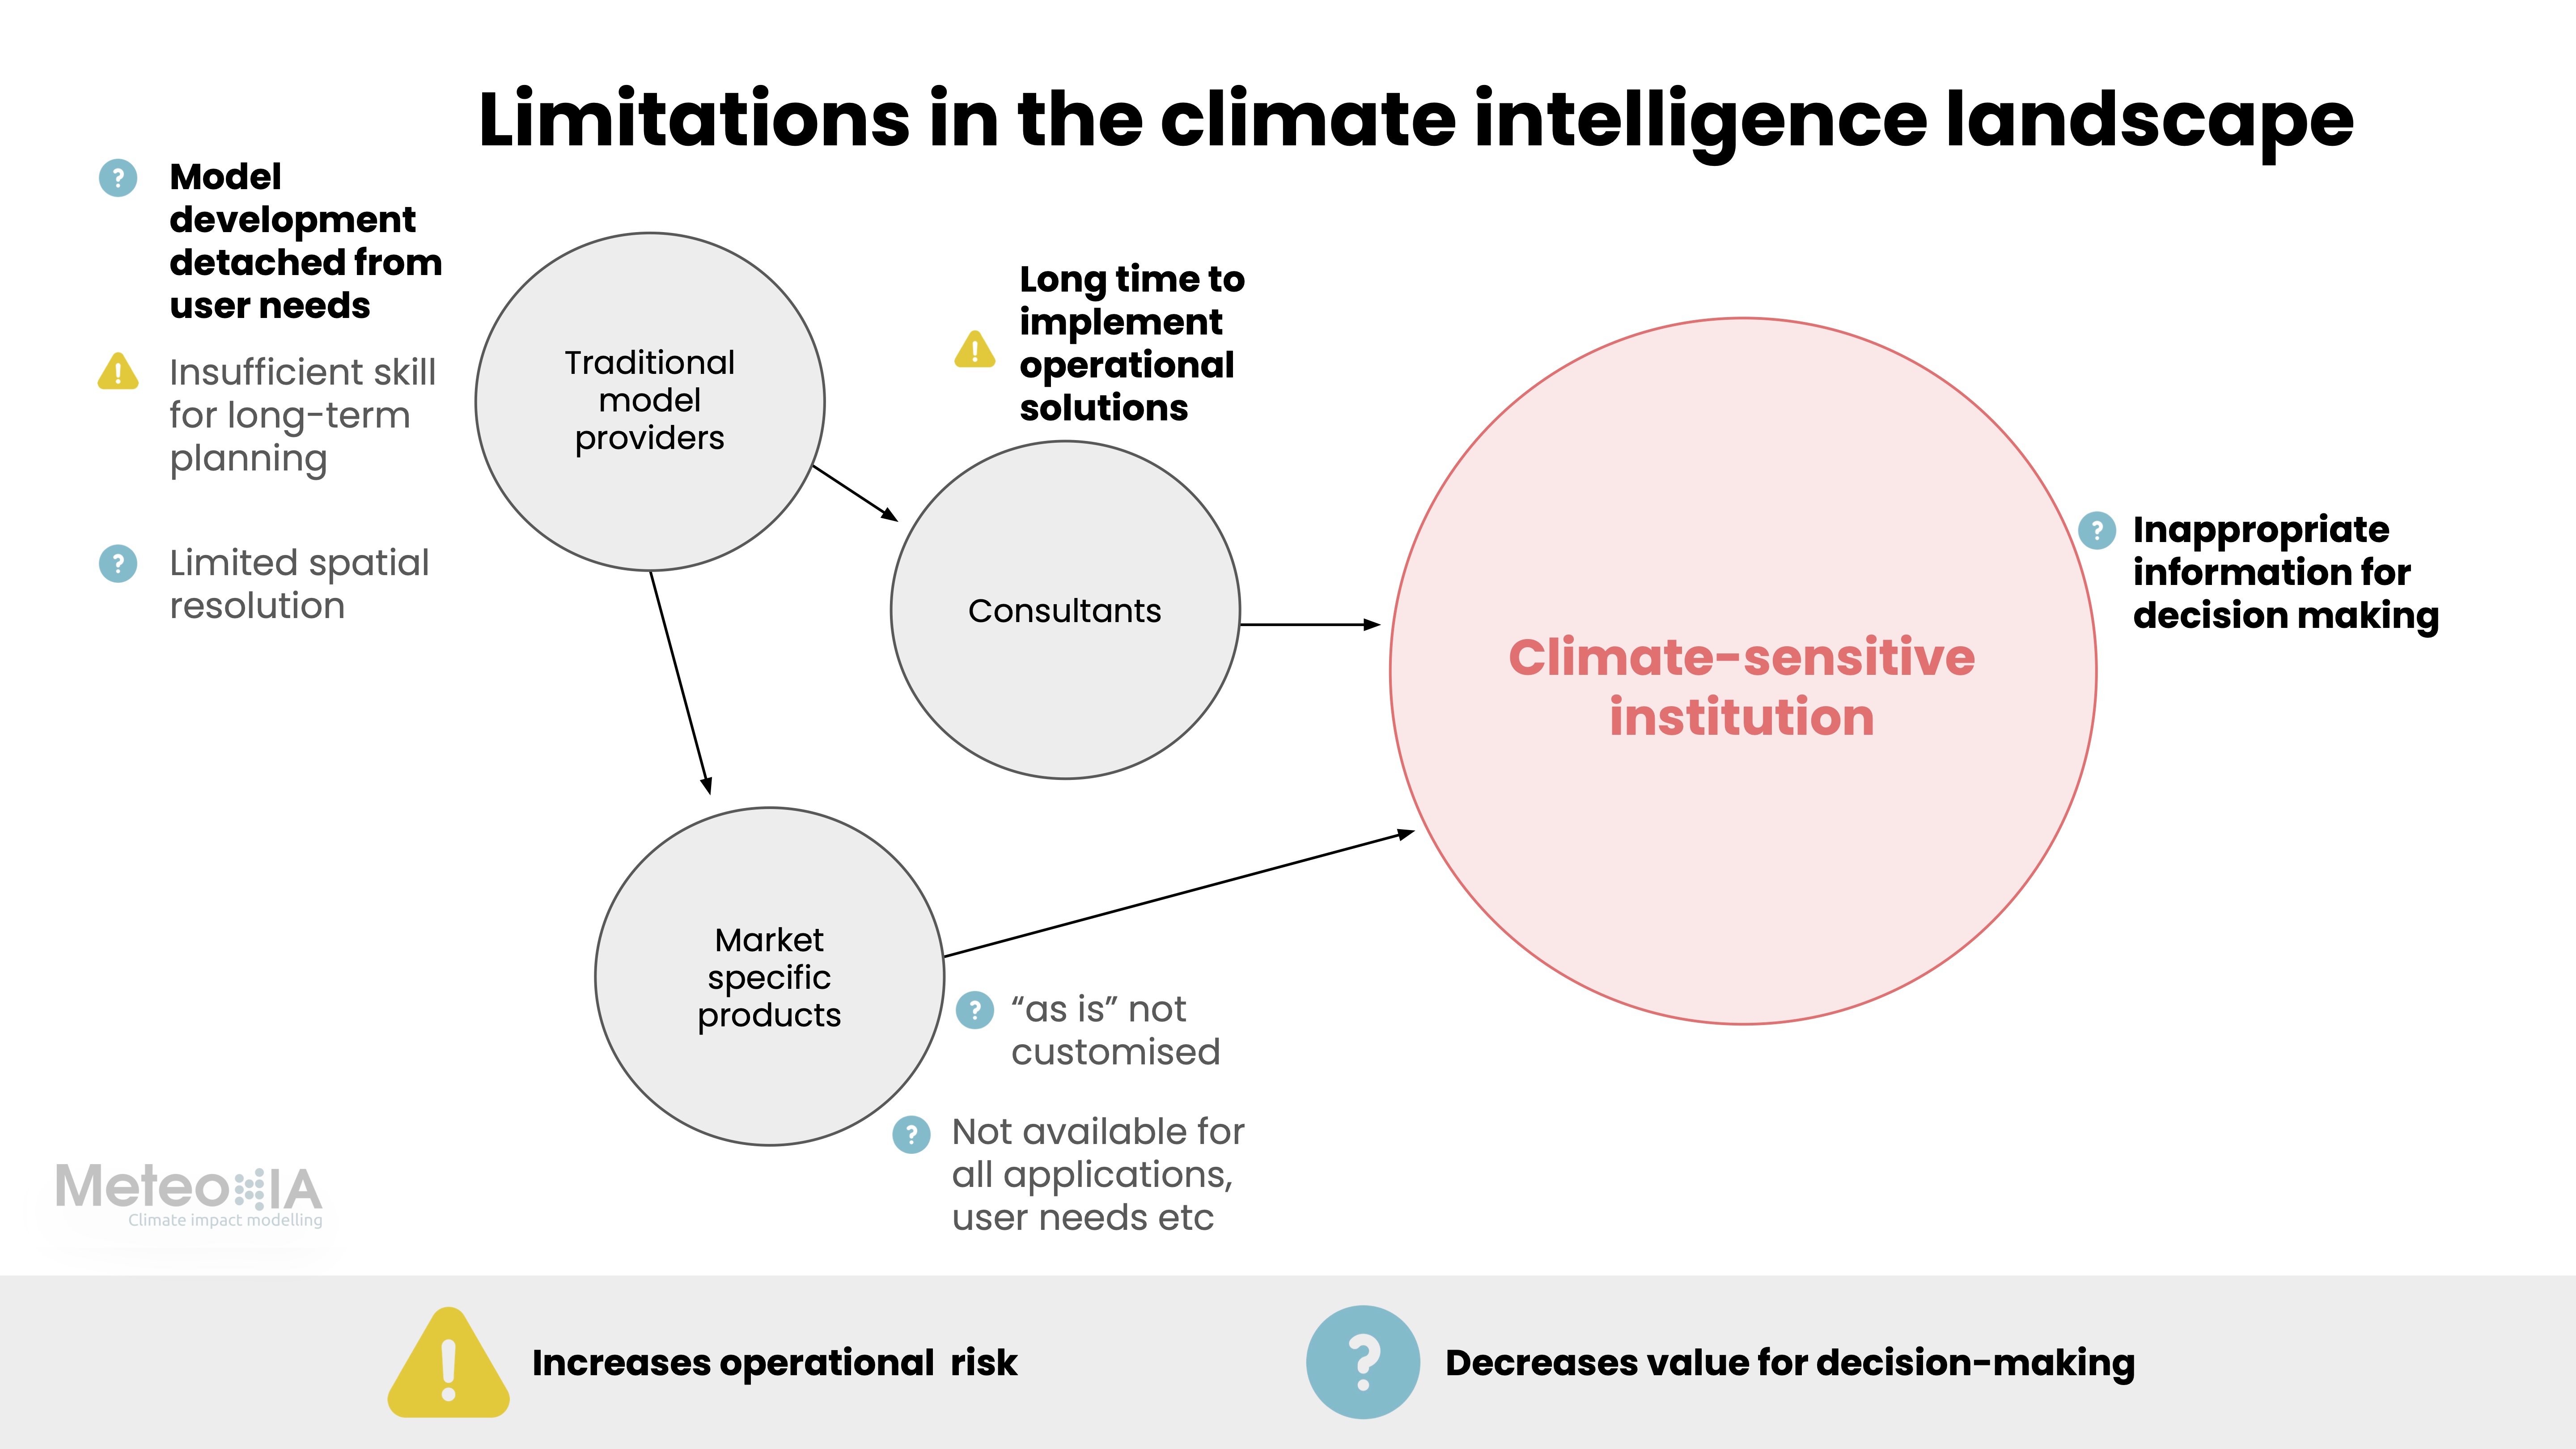 Limitations in the climate intelligence landscape
Model
development
detached from
user needs
Insufficient skill
for long-term
planning
Limited spatial
resolution
Traditional
model
providers
Long time to
implement
operational
solutions
Consultants
Climate-sensitive
institution
Inappropriate
information for
decision making
Market
specific
products
“as is” not
customised
Not available for
all applications,
user needs etc
Meteo IA
Climate impact modelling
Increases operational risk
Decreases value for decision-making